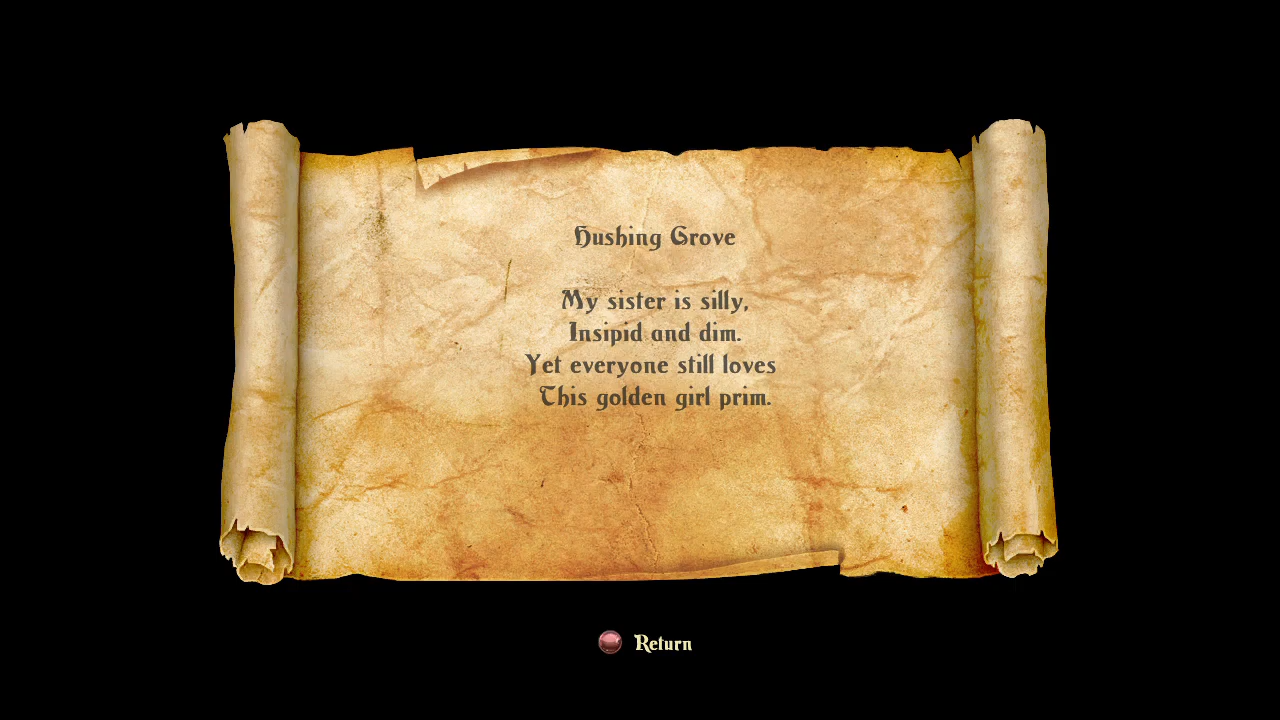 Hushing Grove
My sister is silly,
Insipid and dim.
Yet everyone still loves
This golden girl prim.
Return